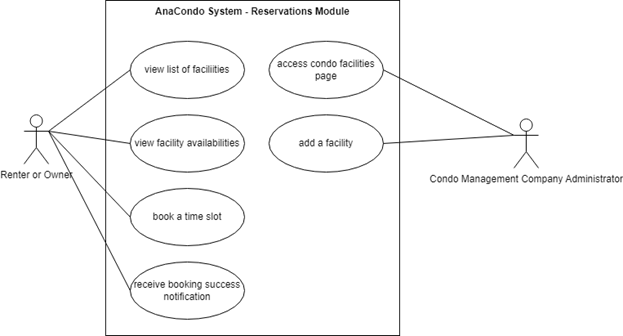 AnaCondo System - Reservations Module
view list of faciliities
access condo facilities
page
view facility availabilities
add a facility
Renter or Owner
Condo Management Company Administrator
book a time slot
receive booking success
notification